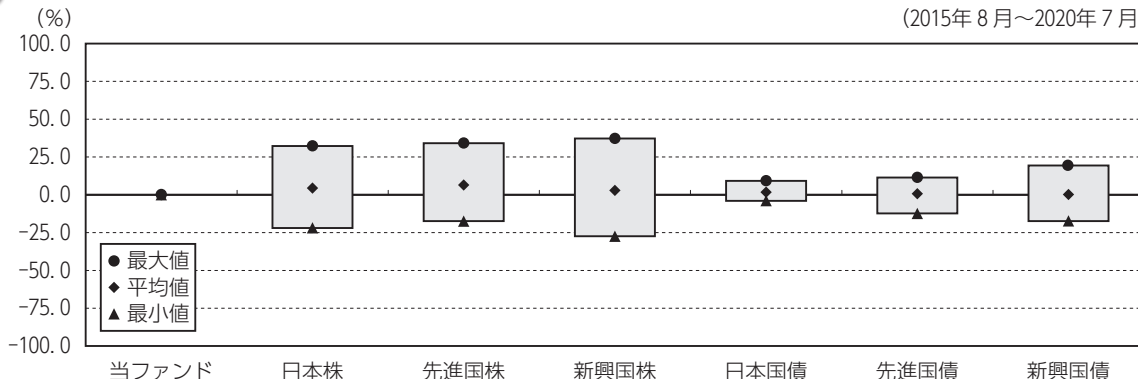 (%)
(2015年8月～2020年7月
100.0
75.0
50.0
25.0
0.0
-25.0
-50.0
-75.0
-100.0
● 最大値
◆ 平均値
▲ 最小値
当ファンド 日本株 先進国株 新興国株 日本国債 先進国債 新興国債